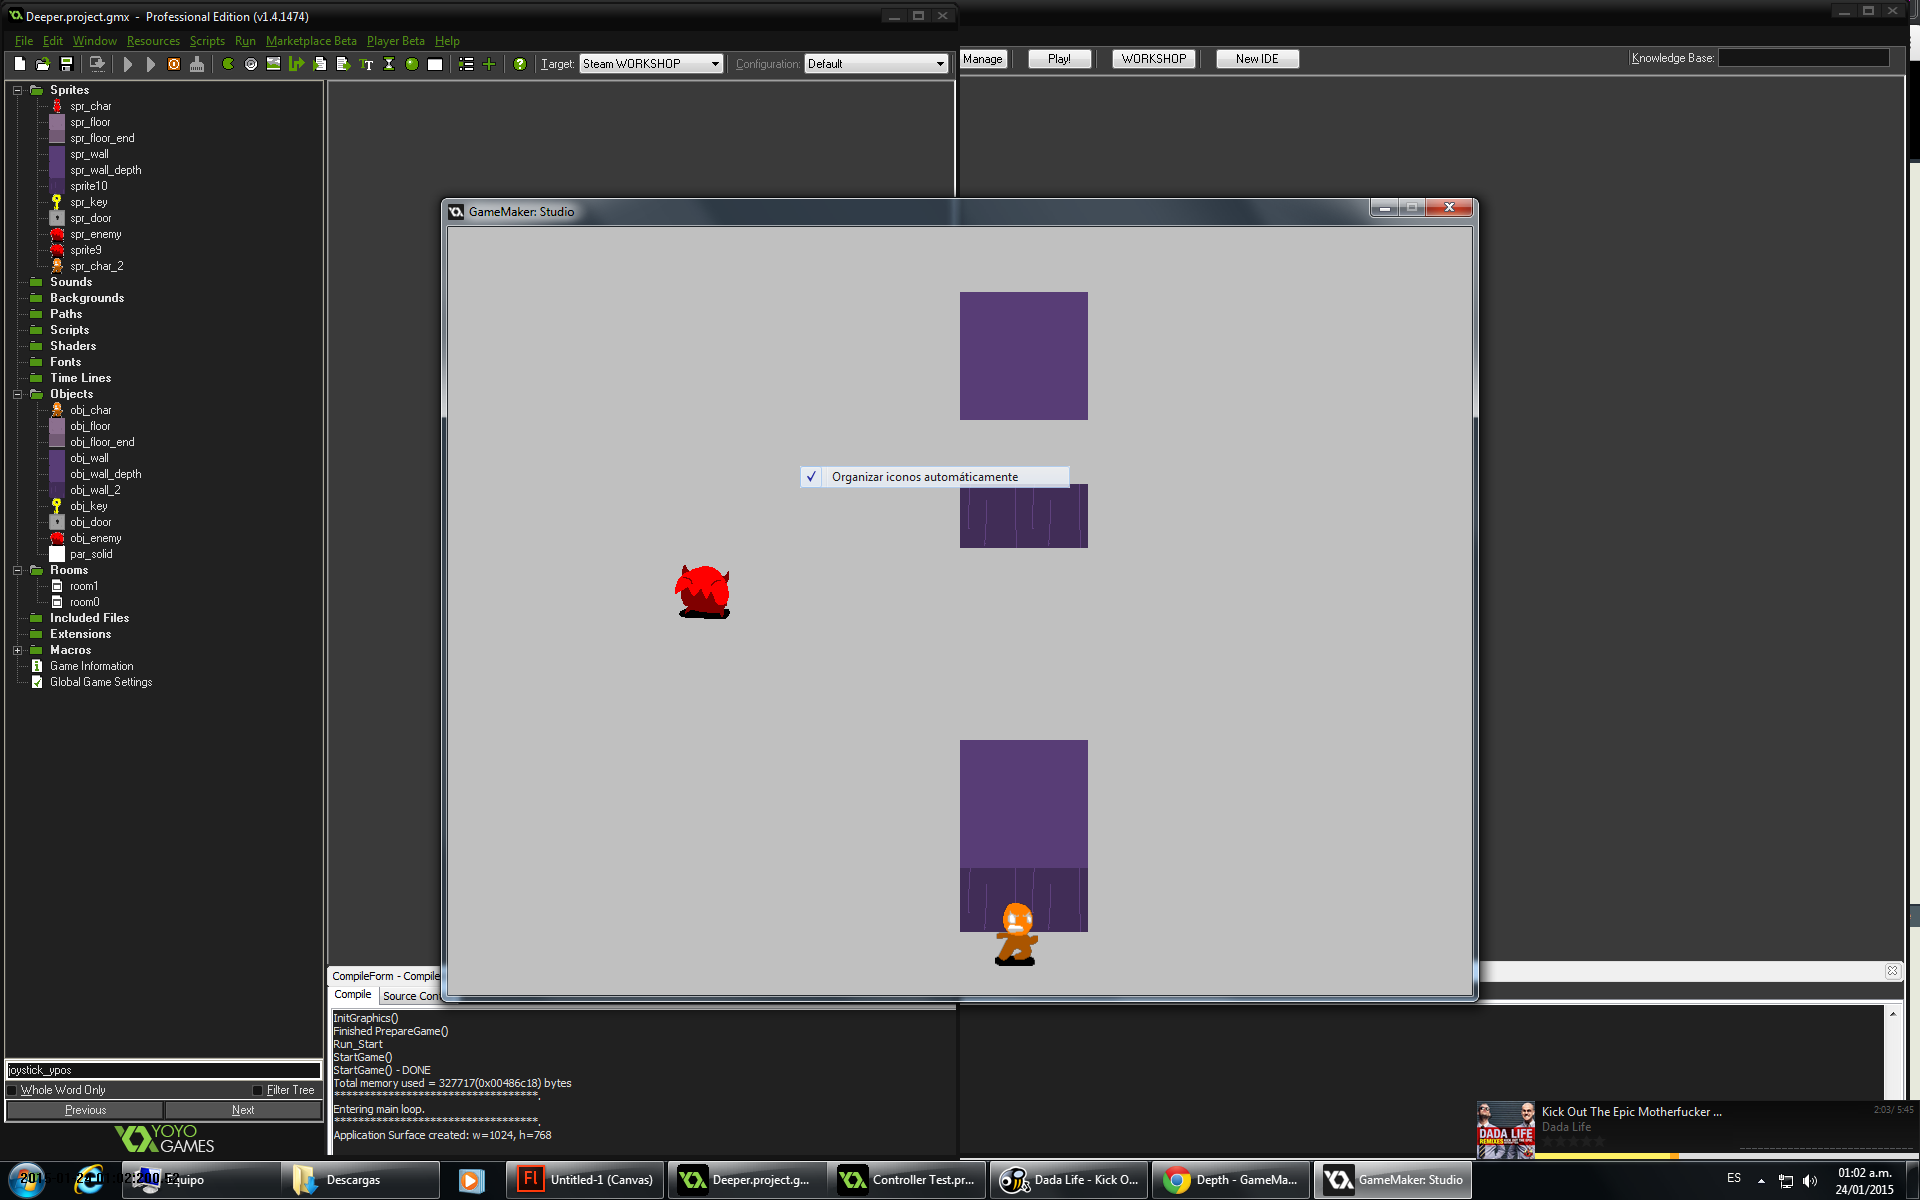 Deeper.project.gmx - Professional Edition (v1.4.1474)
File Edit Window Resources Scripts Run Marketplace Beta Player Beta Help
Target: Steam WORKSHOP Configuration: Default Manage Play! WORKSHOP New IDE Knowledge Base:
Sprites
spr_char
spr_floor
spr_floor_end
spr_wall
spr_wall_depth
sprite10
spr_key
spr_door
spr_enemy
sprite9
spr_char_2
Sounds
Backgrounds
Paths
Scripts
Shaders
Fonts
Time Lines
Objects
obj_char
obj_floor
obj_floor_end
obj_wall
obj_wall_depth
obj_wall_2
obj_key
obj_door
obj_enemy
par_solid
Rooms
room1
room0
Included Files
Extensions
Macros
Game Information
Global Game Settings
joystick_ypos
Whole Word Only Filter Tree
Previous Next
YOYO
GAMES
GameMaker: Studio
Organizar iconos automáticamente
CompileForm - Compile
Compile Source Con
InitGraphics()
Finished PrepareGame()
Run_Start
StartGame()
StartGame() - DONE
Total memory used = 327717(0x00486c18) bytes
***********************************.
Entering main loop.
***********************************.
Application Surface created: w=1024, h=768
Kick Out The Epic Motherfucker ...
2:03/ 5:45
Dada Life
DADA LIFE
Equipo Descargas Untitled-1 (Canvas) Deeper.project.g... Controller Test.pr... Dada Life - Kick O... Depth - GameMa... GameMaker: Studio ES
01:02 a.m.
24/01/2015